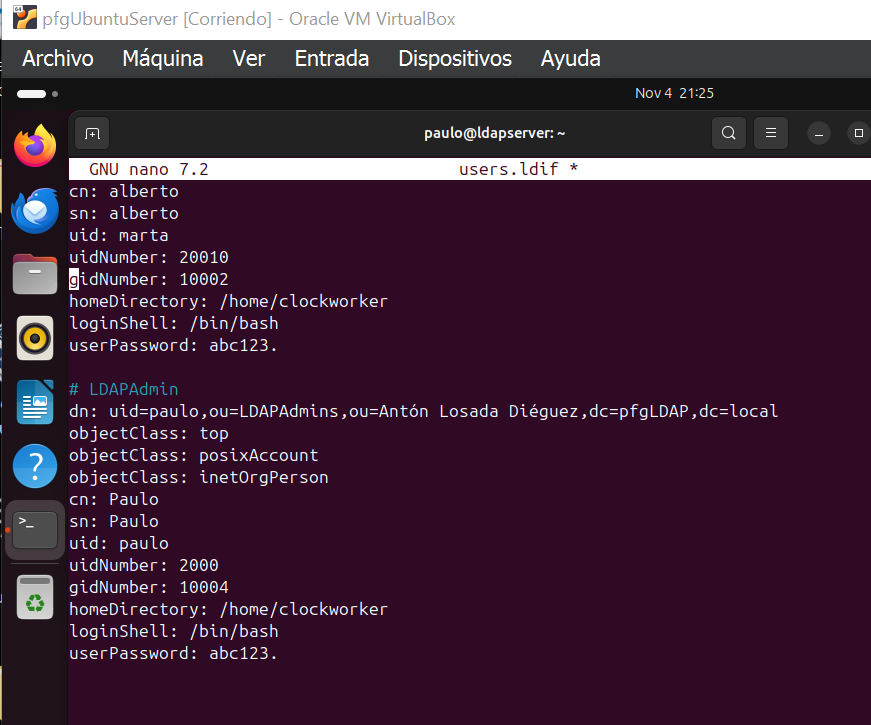 pfgUbuntuServer [Corriendo] - Oracle VM VirtualBox
Archivo Máquina Ver Entrada Dispositivos Ayuda
Nov 4 21:25
paulo@ldapserver: ~
GNU nano 7.2 users.ldif *
cn: alberto
sn: alberto
uid: marta
uidNumber: 20010
gidNumber: 10002
homeDirectory: /home/clockworker
loginShell: /bin/bash
userPassword: abc123.
# LDAPAdmin
dn: uid=paulo,ou=LDAPAdmins,ou=Antón Losada Diéguez,dc=pfgLDAP,dc=local
objectClass: top
objectClass: posixAccount
objectClass: inetOrgPerson
cn: Paulo
sn: Paulo
uid: paulo
uidNumber: 2000
gidNumber: 10004
homeDirectory: /home/clockworker
loginShell: /bin/bash
userPassword: abc123.